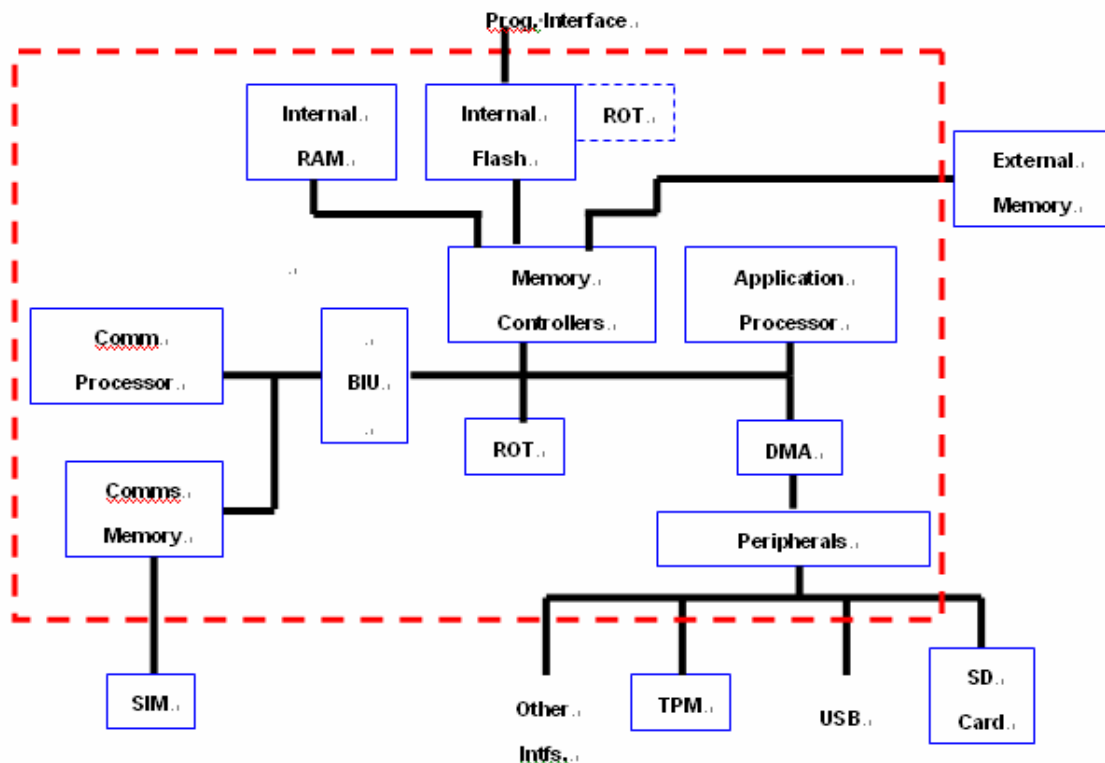 Prog. Interface
Internal
RAM
Internal
Flash
ROT
External
Memory
Memory
Controllers
Application
Processor
Comm
Processor
BIU
ROT
DMA
Comms
Memory
Peripherals
SIM
Other
Intfs.
TPM
USB
SD
Card